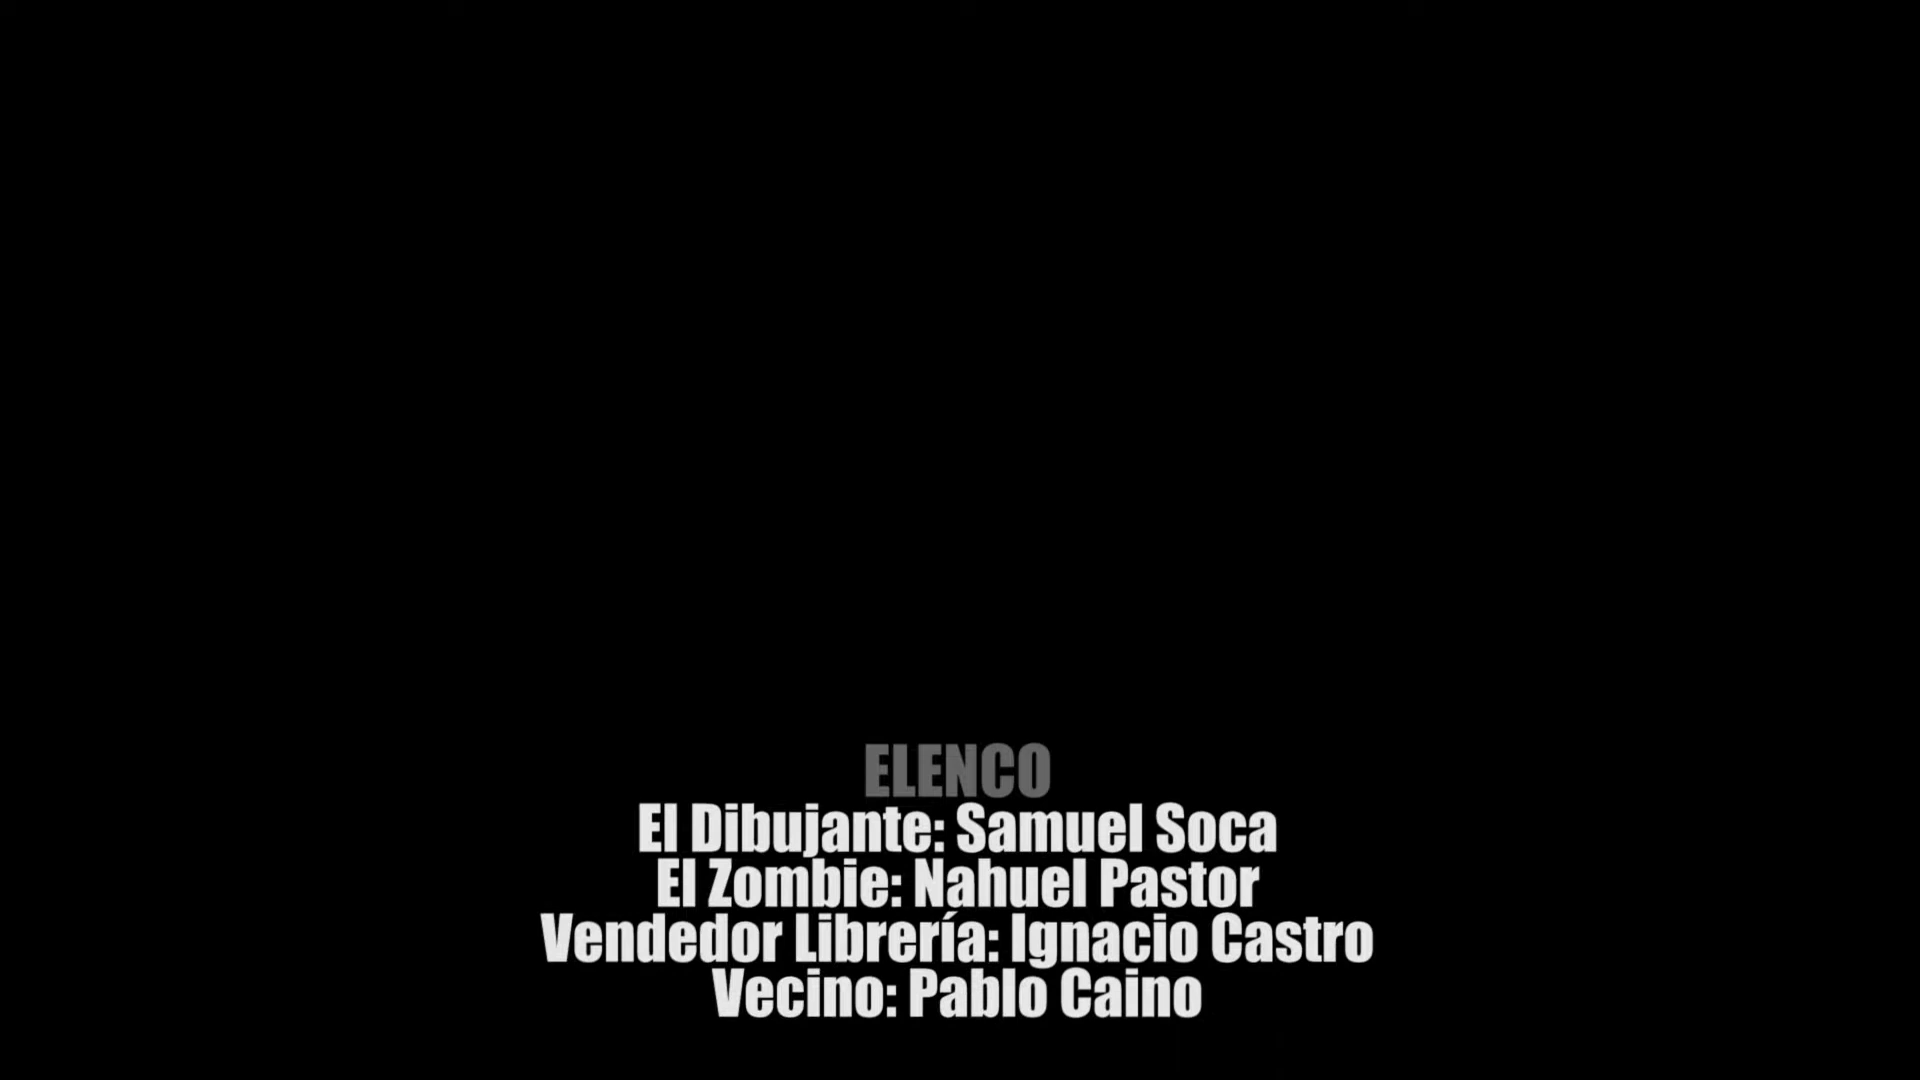 ELENCO
El Dibujante: Samuel Soca
El Zombie: Nahuel Pastor
Vendedor Librería: Ignacio Castro
Vecino: Pablo Caino